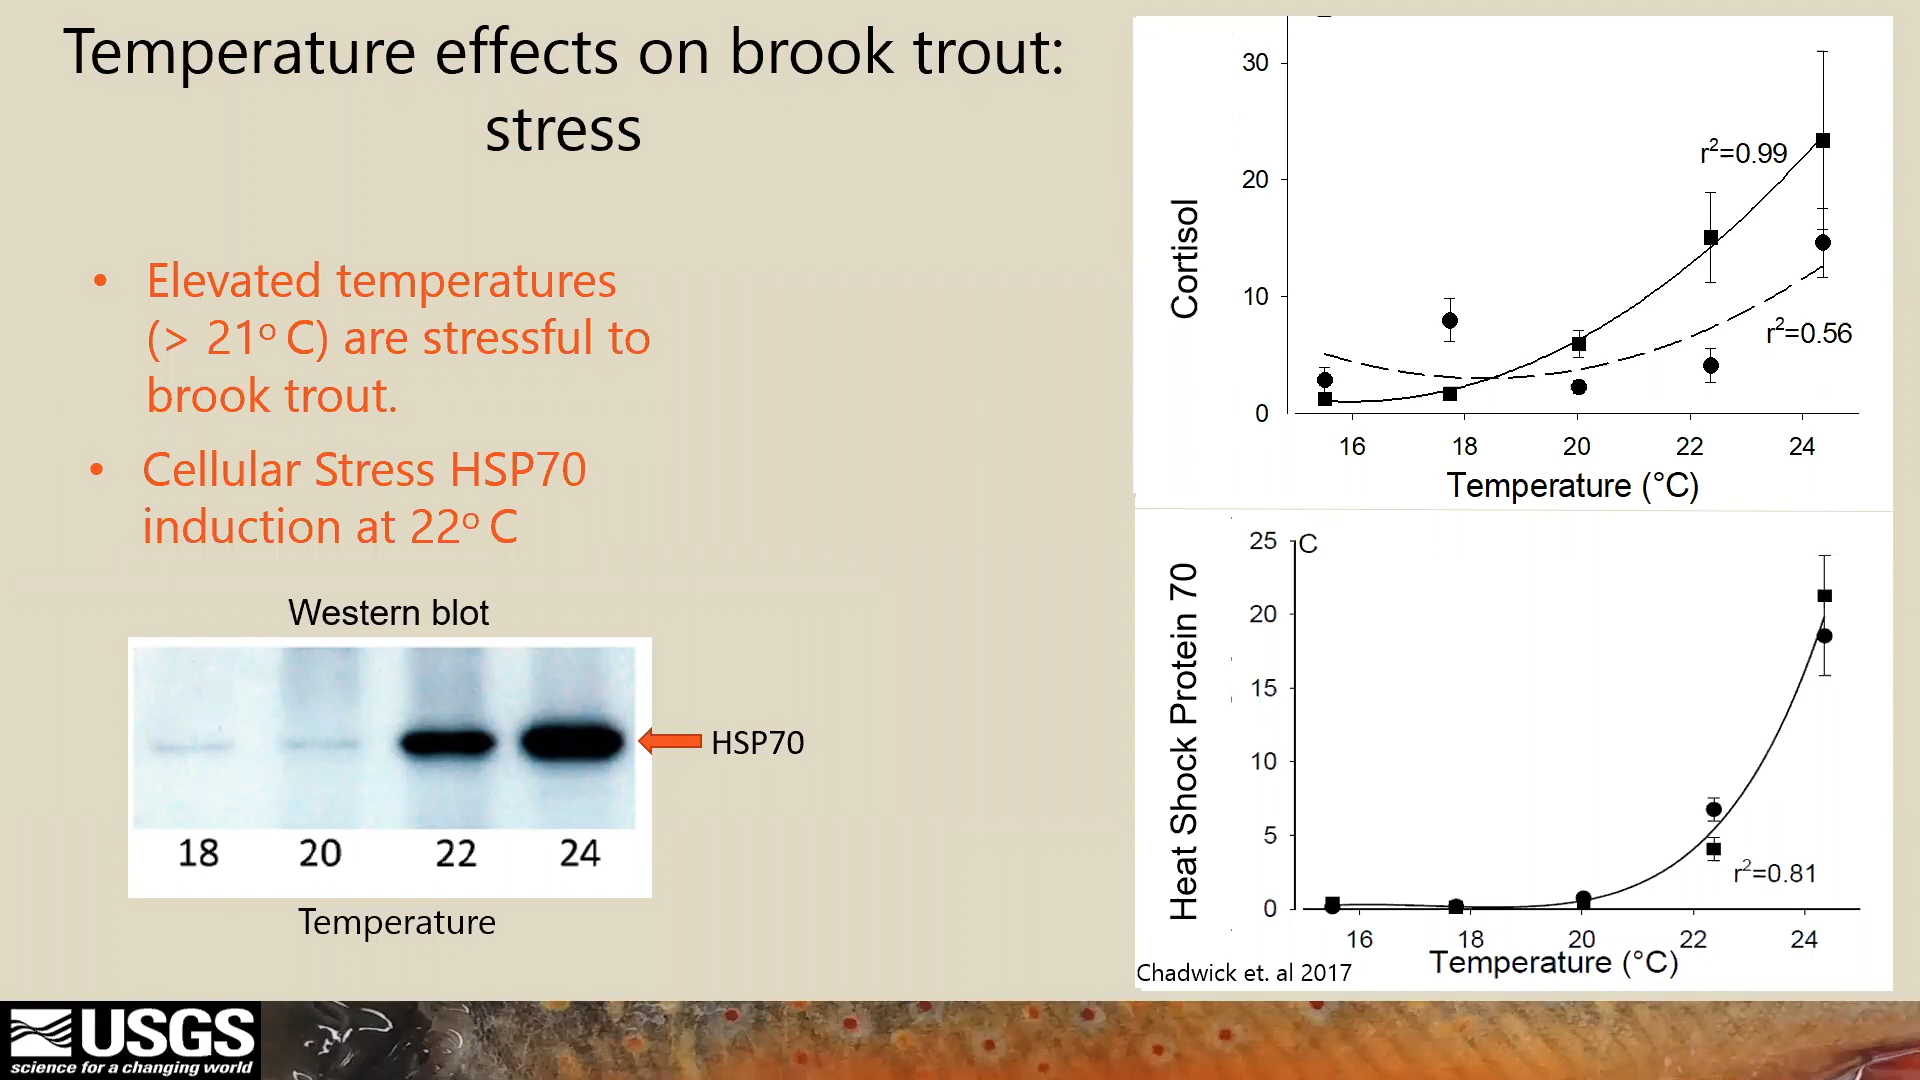 Temperature effects on brook trout:
stress
• Elevated temperatures
(> 21º C) are stressful to
brook trout.
• Cellular Stress HSP70
induction at 22º C
Western blot
HSP70
18 20 22 24
Temperature
30
20
10
0
Cortisol
r²=0.99
r²=0.56
16 18 20 22 24
Temperature (°C)
25
20
15
10
5
0
C
Heat Shock Protein 70
r²=0.81
16 18 20 22 24
Temperature (°C)
Chadwick et. al 2017
USGS
science for a changing world